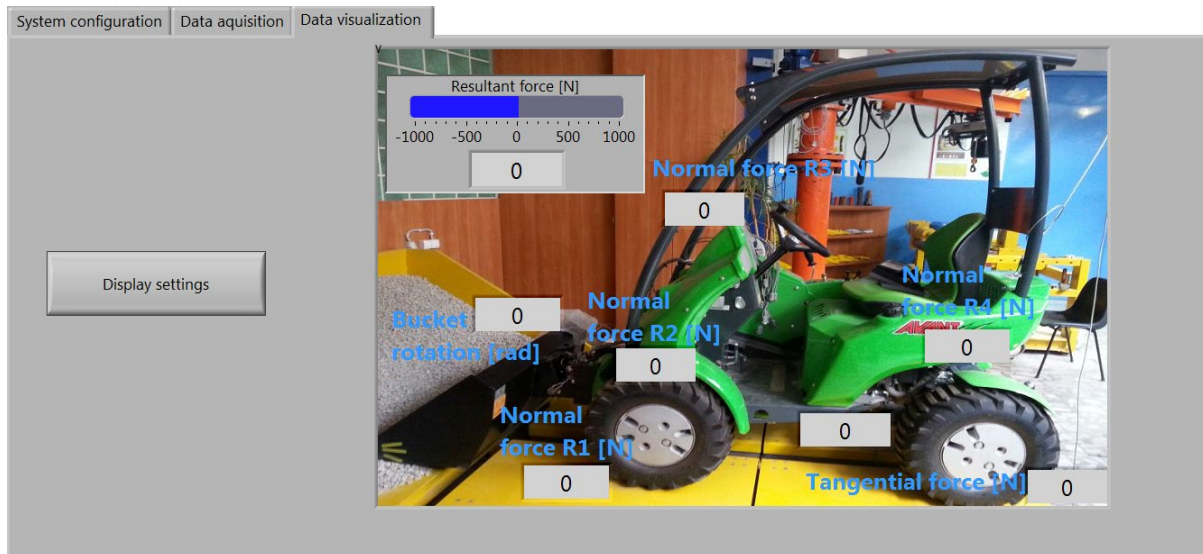 System configuration
Data aquisition
Data visualization
v
Resultant force [N]
-1000 -500 0 500 1000
0
Normal force R3 [N]
0
Display settings
Normal
force R4 [N]
0
Bucket
rotation [rad]
0
Normal
force R2 [N]
0
AVANT
Normal
force R1 [N]
0
0
Tangential force [N]
0